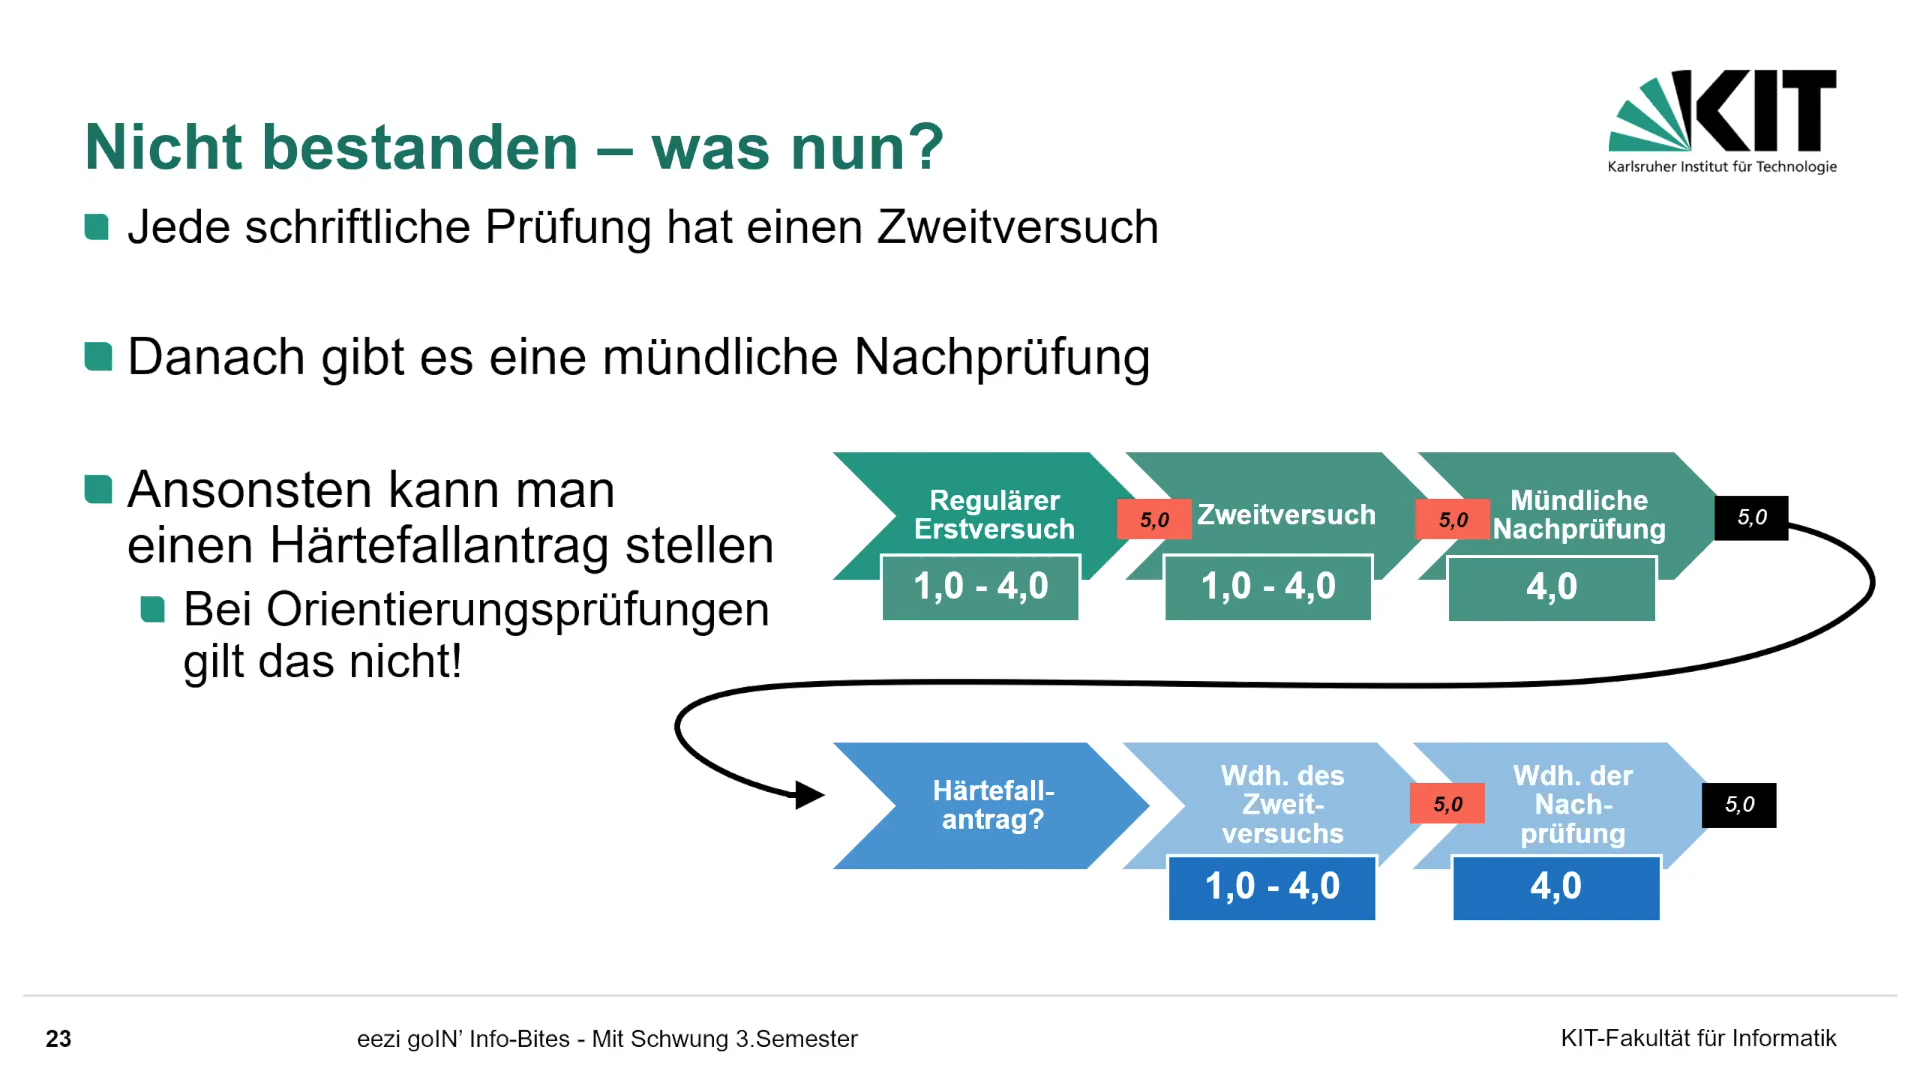 KIT
Karlsruher Institut für Technologie
Nicht bestanden – was nun?
Jede schriftliche Prüfung hat einen Zweitversuch
Danach gibt es eine mündliche Nachprüfung
Ansonsten kann man
einen Härtefallantrag stellen
Bei Orientierungsprüfungen
gilt das nicht!
Regulärer
Erstversuch
1,0 - 4,0
5,0
Zweitversuch
1,0 - 4,0
5,0
Mündliche
Nachprüfung
4,0
5,0
Härtefall-
antrag?
Wdh. des
Zweit-
versuchs
1,0 - 4,0
5,0
Wdh. der
Nach-
prüfung
4,0
5,0
23
eezi goIN’ Info-Bites - Mit Schwung 3.Semester
KIT-Fakultät für Informatik